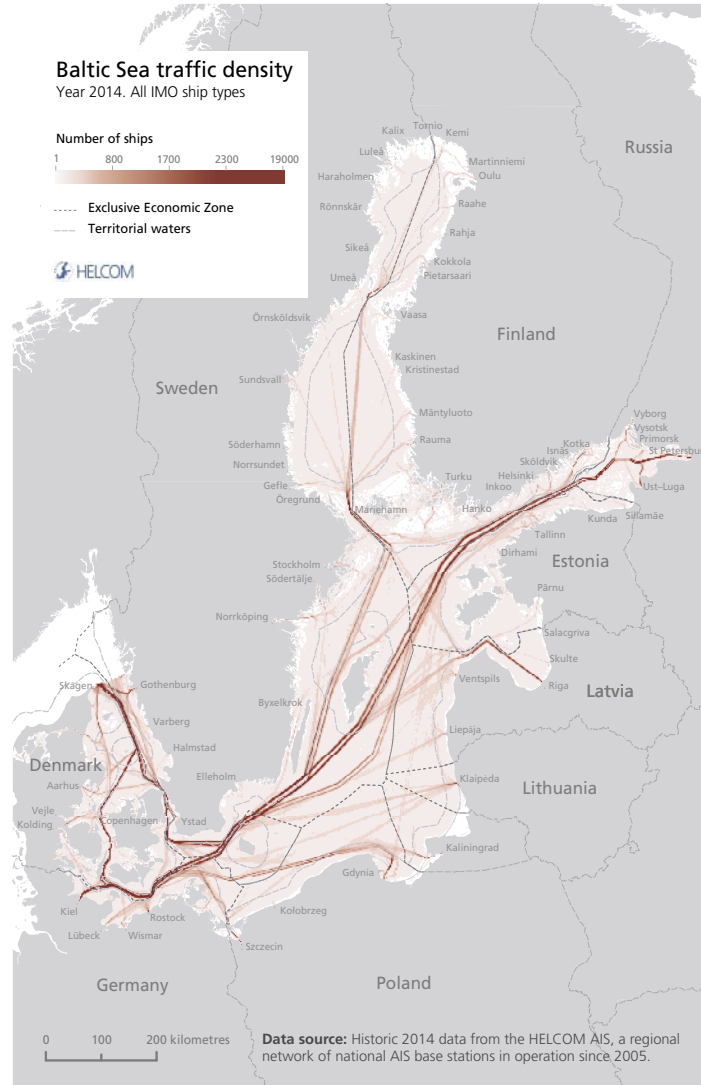 Baltic Sea traffic density
Year 2014. All IMO ship types
Number of ships
1 800 1700 2300 19000
Exclusive Economic Zone
Territorial waters
HELCOM
Kalix
Tornio
Kemi
Luleå
Martinniemi
Oulu
Haraholmen
Raahe
Rönnskär
Rahja
Sikeå
Kokkola
Pietarsaari
Umeå
Russia
Örnsköldsvik
Vaasa
Finland
Kaskinen
Kristinestad
Sweden
Sundsvall
Mäntyluoto
Söderhamn
Rauma
Norrsundet
Gefle
Öregrund
Mariehamn
Turku
Hanko
Inkoo
Helsinki
Sköldvik
Isnäs
Kotka
Vyborg
Vysotsk
Primorsk
St Petersbur
Ust–Luga
Sillamäe
Kunda
Tallinn
Dirhami
Estonia
Stockholm
Södertälje
Pärnu
Norrköping
Salacgriva
Skulte
Riga
Latvia
Ventspils
Skagen
Gothenburg
Byxelkrok
Varberg
Liepāja
Halmstad
Denmark
Elleholm
Klaipėda
Lithuania
Aarhus
Vejle
Kolding
Copenhagen
Ystad
Kaliningrad
Gdynia
Kiel
Lübeck
Wismar
Rostock
Kołobrzeg
Szczecin
Germany
Poland
0 100 200 kilometres
Data source: Historic 2014 data from the HELCOM AIS, a regional
network of national AIS base stations in operation since 2005.